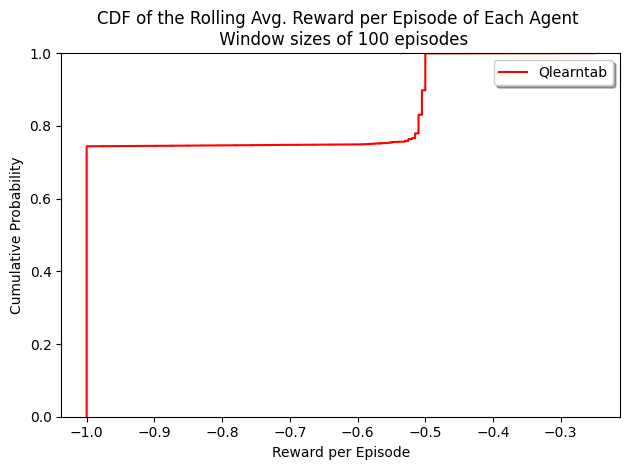 CDF of the Rolling Avg. Reward per Episode of Each Agent
Window sizes of 100 episodes
Qlearntab
1.0
0.8
0.6
0.4
0.2
0.0
Cumulative Probability
−1.0 −0.9 −0.8 −0.7 −0.6 −0.5 −0.4 −0.3
Reward per Episode